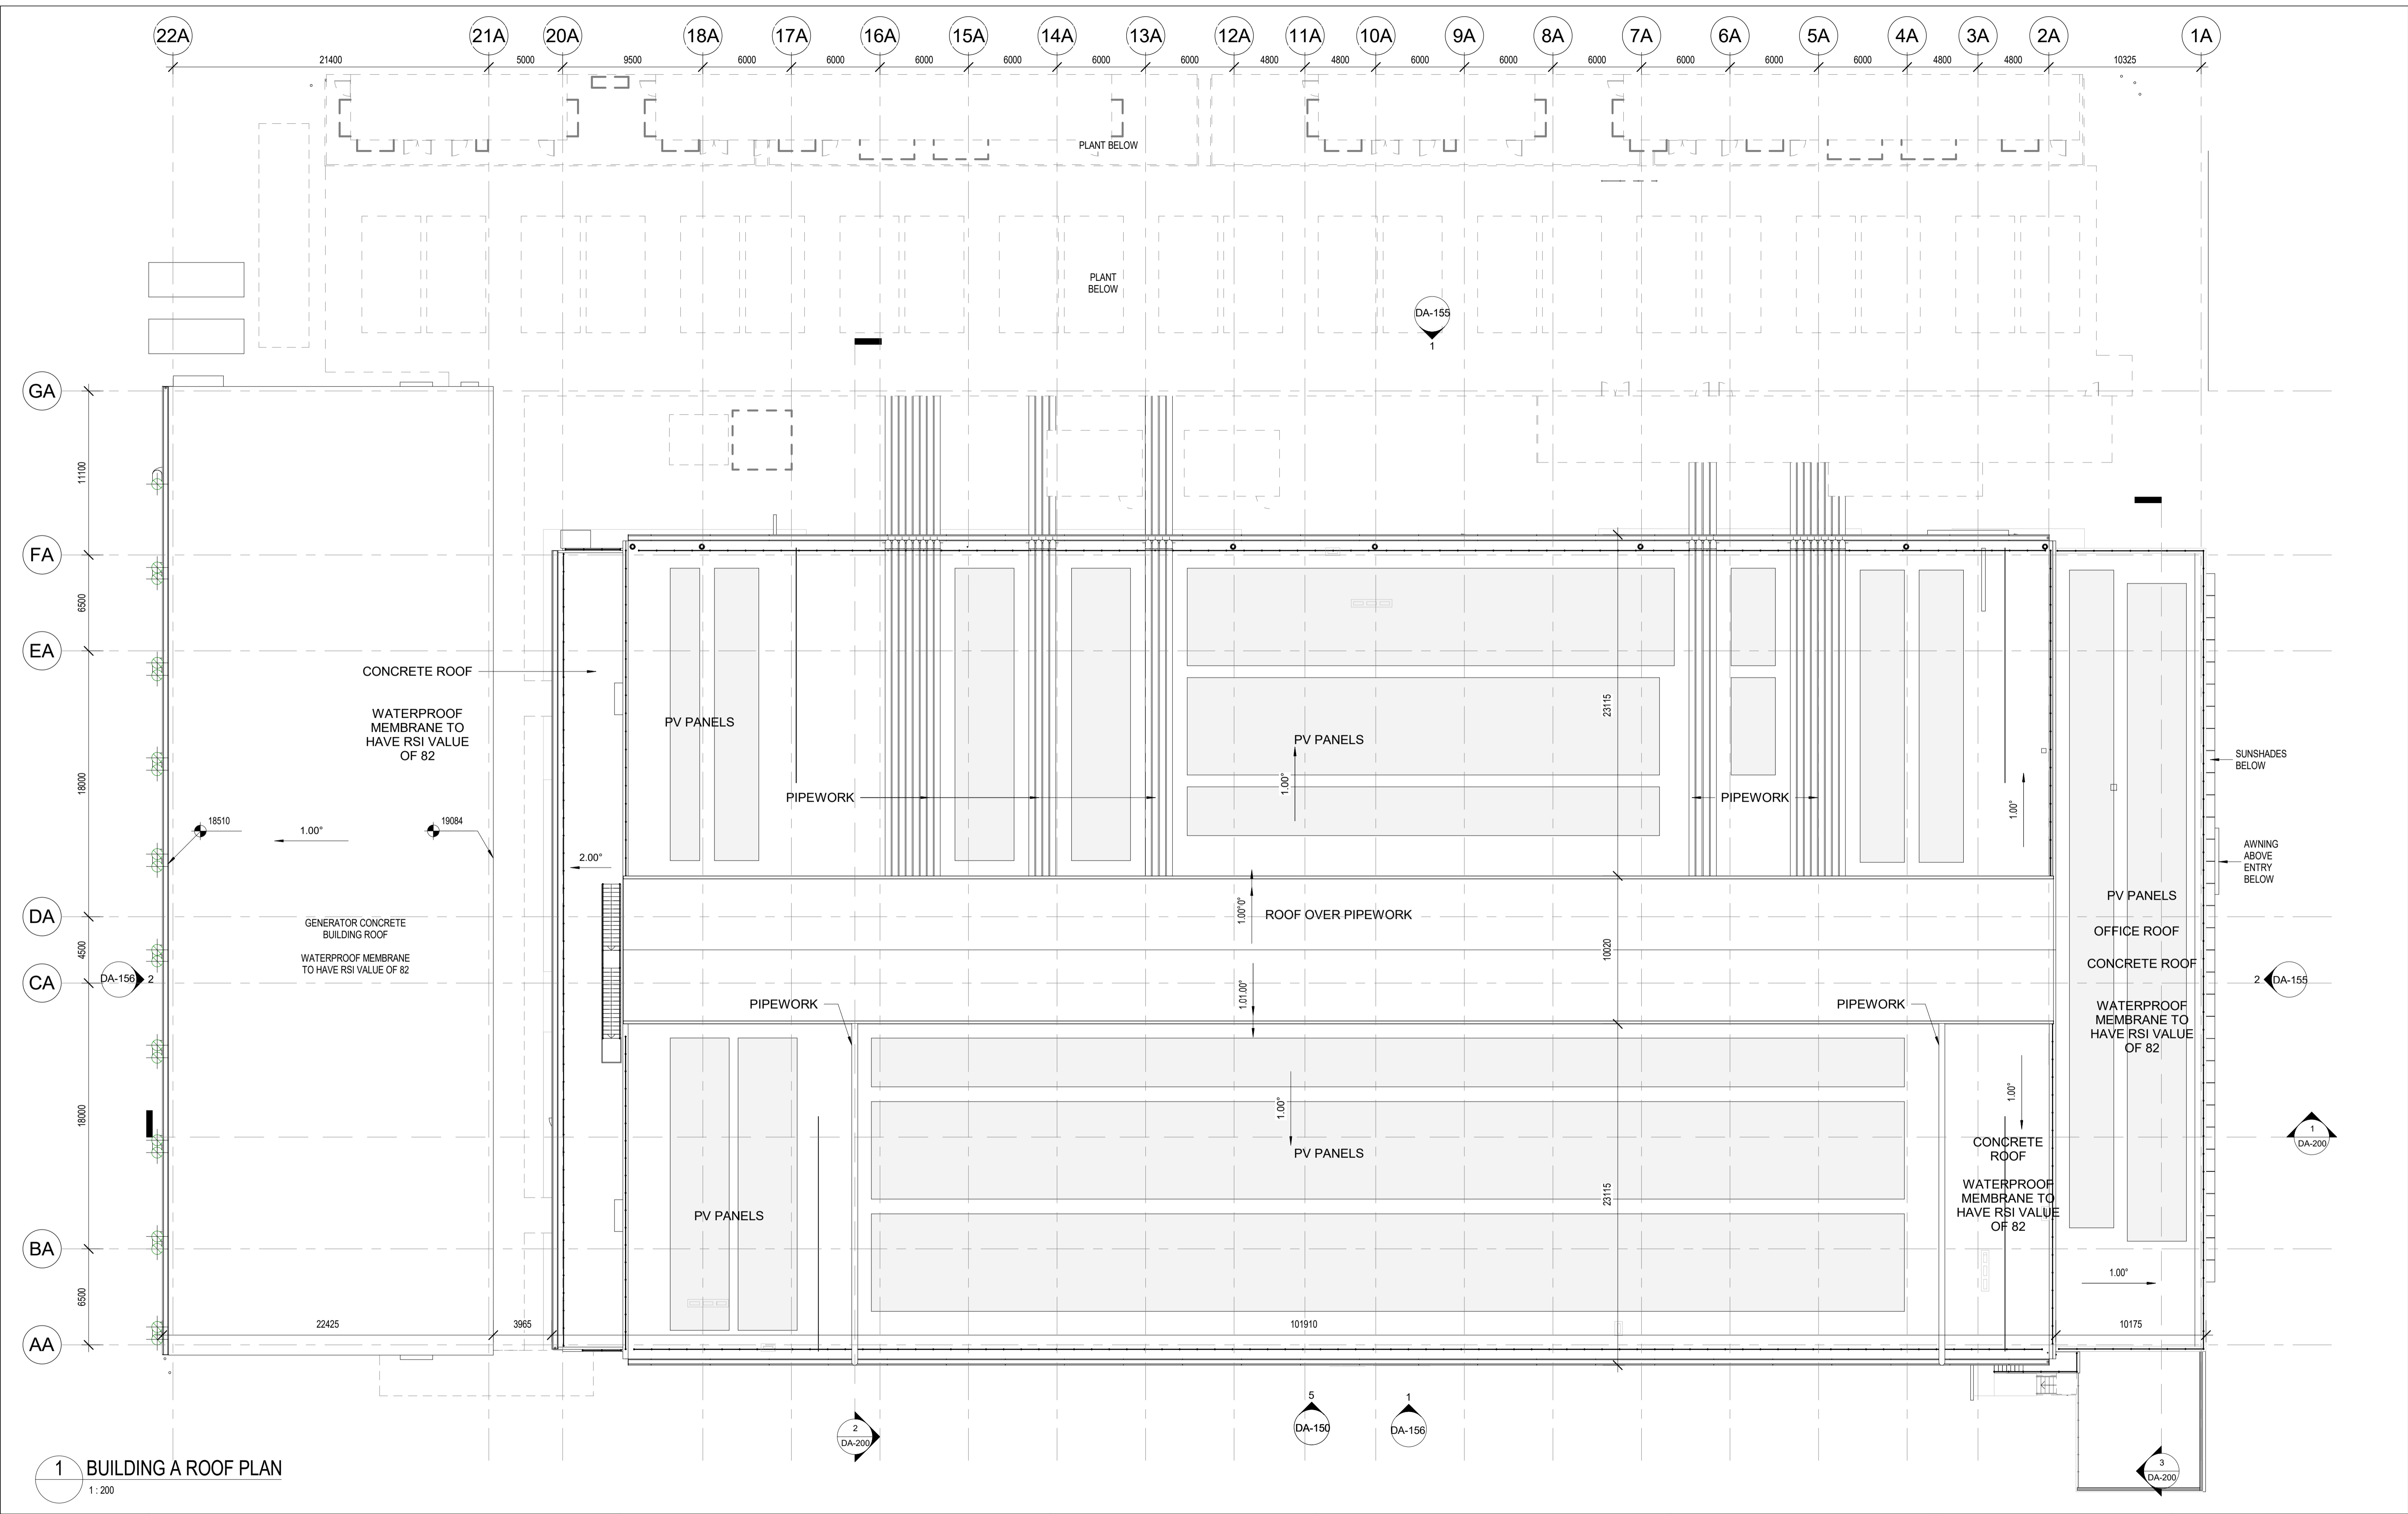 22A 21A 20A 18A 17A 16A 15A 14A 13A 12A 11A 10A 9A 8A 7A 6A 5A 4A 3A 2A 1A
21400 5000 9500 6000 6000 6000 6000 6000 6000 4800 4800 6000 6000 6000 6000 6000 6000 4800 4800 10325
PLANT BELOW
PLANT
BELOW
DA-155
1
GA
11100
FA
6500
EA
CONCRETE ROOF
WATERPROOF
MEMBRANE TO
HAVE RSI VALUE
OF 82
PV PANELS
23115
PV PANELS
SUNSHADES
BELOW
18000
PIPEWORK
PIPEWORK
1.00°
1.00°
18510
1.00°
19084
2.00°
AWNING
ABOVE
ENTRY
BELOW
PV PANELS
DA
GENERATOR CONCRETE
BUILDING ROOF
1.00°0°
ROOF OVER PIPEWORK
OFFICE ROOF
4500
10020
WATERPROOF MEMBRANE
TO HAVE RSI VALUE OF 82
CONCRETE ROOF
CA
DA-156 2
2 DA-155
1.01.00°
PIPEWORK
PIPEWORK
WATERPROOF
MEMBRANE TO
HAVE RSI VALUE
OF 82
18000
1.00°
1.00°
1
DA-200
CONCRETE
ROOF
PV PANELS
WATERPROOF
MEMBRANE TO
HAVE RSI VALUE
OF 82
23115
PV PANELS
BA
1.00°
6500
22425 3965 101910 10175
AA
5
DA-150
1
DA-156
2
DA-200
3
DA-200
1 BUILDING A ROOF PLAN
1 : 200